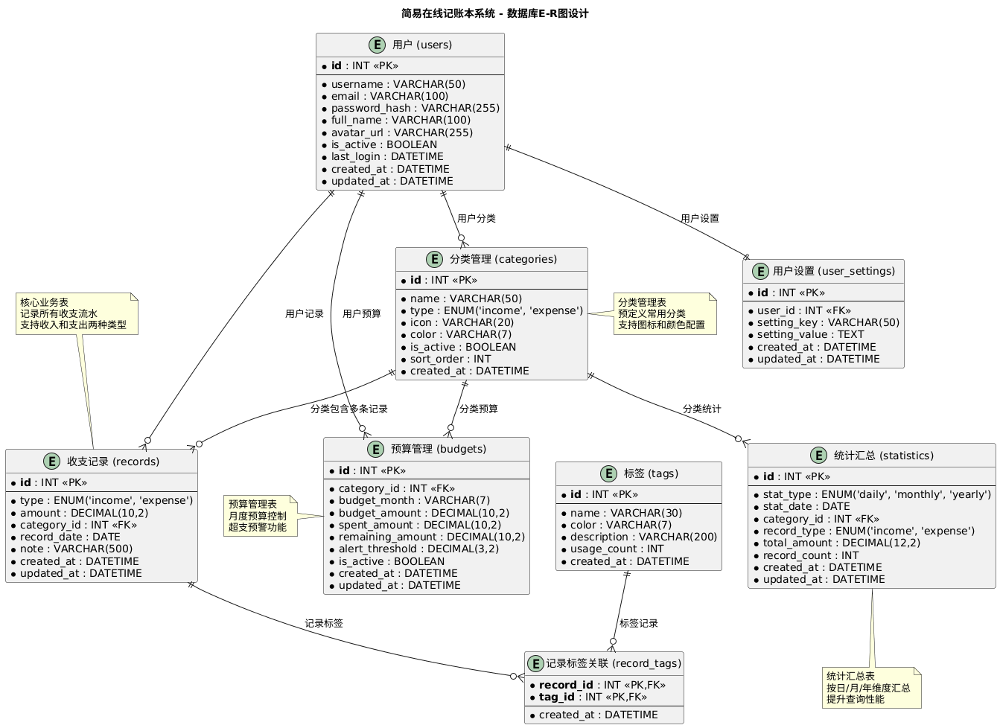 简易在线记账本系统 - 数据库E-R图设计
E 用户 (users)
id : INT «PK»
username : VARCHAR(50)
email : VARCHAR(100)
password_hash : VARCHAR(255)
full_name : VARCHAR(100)
avatar_url : VARCHAR(255)
is_active : BOOLEAN
last_login : DATETIME
created_at : DATETIME
updated_at : DATETIME
用户分类
用户设置
用户记录
用户预算
E 分类管理 (categories)
id : INT «PK»
name : VARCHAR(50)
type : ENUM('income', 'expense')
icon : VARCHAR(20)
color : VARCHAR(7)
is_active : BOOLEAN
sort_order : INT
created_at : DATETIME
分类管理表
预定义常用分类
支持图标和颜色配置
E 用户设置 (user_settings)
id : INT «PK»
user_id : INT «FK»
setting_key : VARCHAR(50)
setting_value : TEXT
created_at : DATETIME
updated_at : DATETIME
核心业务表
记录所有收支流水
支持收入和支出两种类型
分类包含多条记录
分类预算
分类统计
E 收支记录 (records)
id : INT «PK»
type : ENUM('income', 'expense')
amount : DECIMAL(10,2)
category_id : INT «FK»
record_date : DATE
note : VARCHAR(500)
created_at : DATETIME
updated_at : DATETIME
预算管理表
月度预算控制
超支预警功能
E 预算管理 (budgets)
id : INT «PK»
category_id : INT «FK»
budget_month : VARCHAR(7)
budget_amount : DECIMAL(10,2)
spent_amount : DECIMAL(10,2)
remaining_amount : DECIMAL(10,2)
alert_threshold : DECIMAL(3,2)
is_active : BOOLEAN
created_at : DATETIME
updated_at : DATETIME
E 标签 (tags)
id : INT «PK»
name : VARCHAR(30)
color : VARCHAR(7)
description : VARCHAR(200)
usage_count : INT
created_at : DATETIME
E 统计汇总 (statistics)
id : INT «PK»
stat_type : ENUM('daily', 'monthly', 'yearly')
stat_date : DATE
category_id : INT «FK»
record_type : ENUM('income', 'expense')
total_amount : DECIMAL(12,2)
record_count : INT
created_at : DATETIME
updated_at : DATETIME
记录标签
标签记录
E 记录标签关联 (record_tags)
record_id : INT «PK,FK»
tag_id : INT «PK,FK»
created_at : DATETIME
统计汇总表
按日/月/年维度汇总
提升查询性能